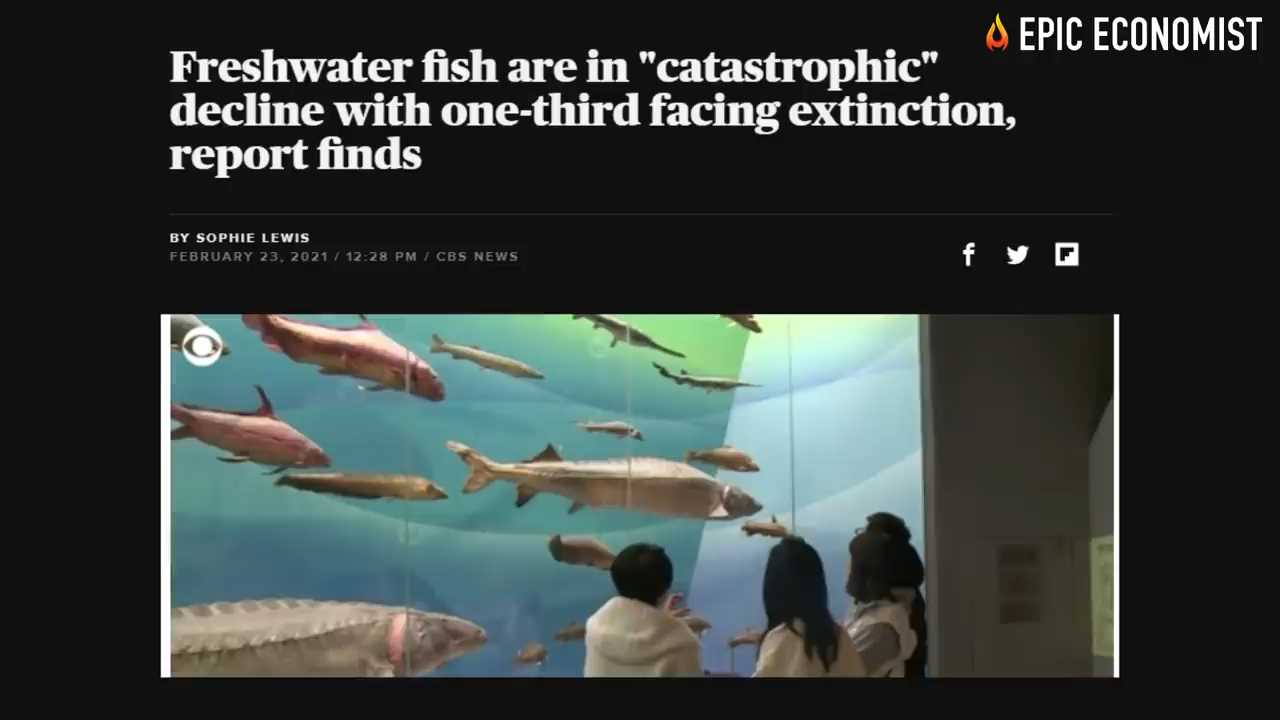 EPIC ECONOMIST
Freshwater fish are in "catastrophic"
decline with one-third facing extinction,
report finds
BY SOPHIE LEWIS
FEBRUARY 23, 2021 / 12:28 PM / CBS NEWS